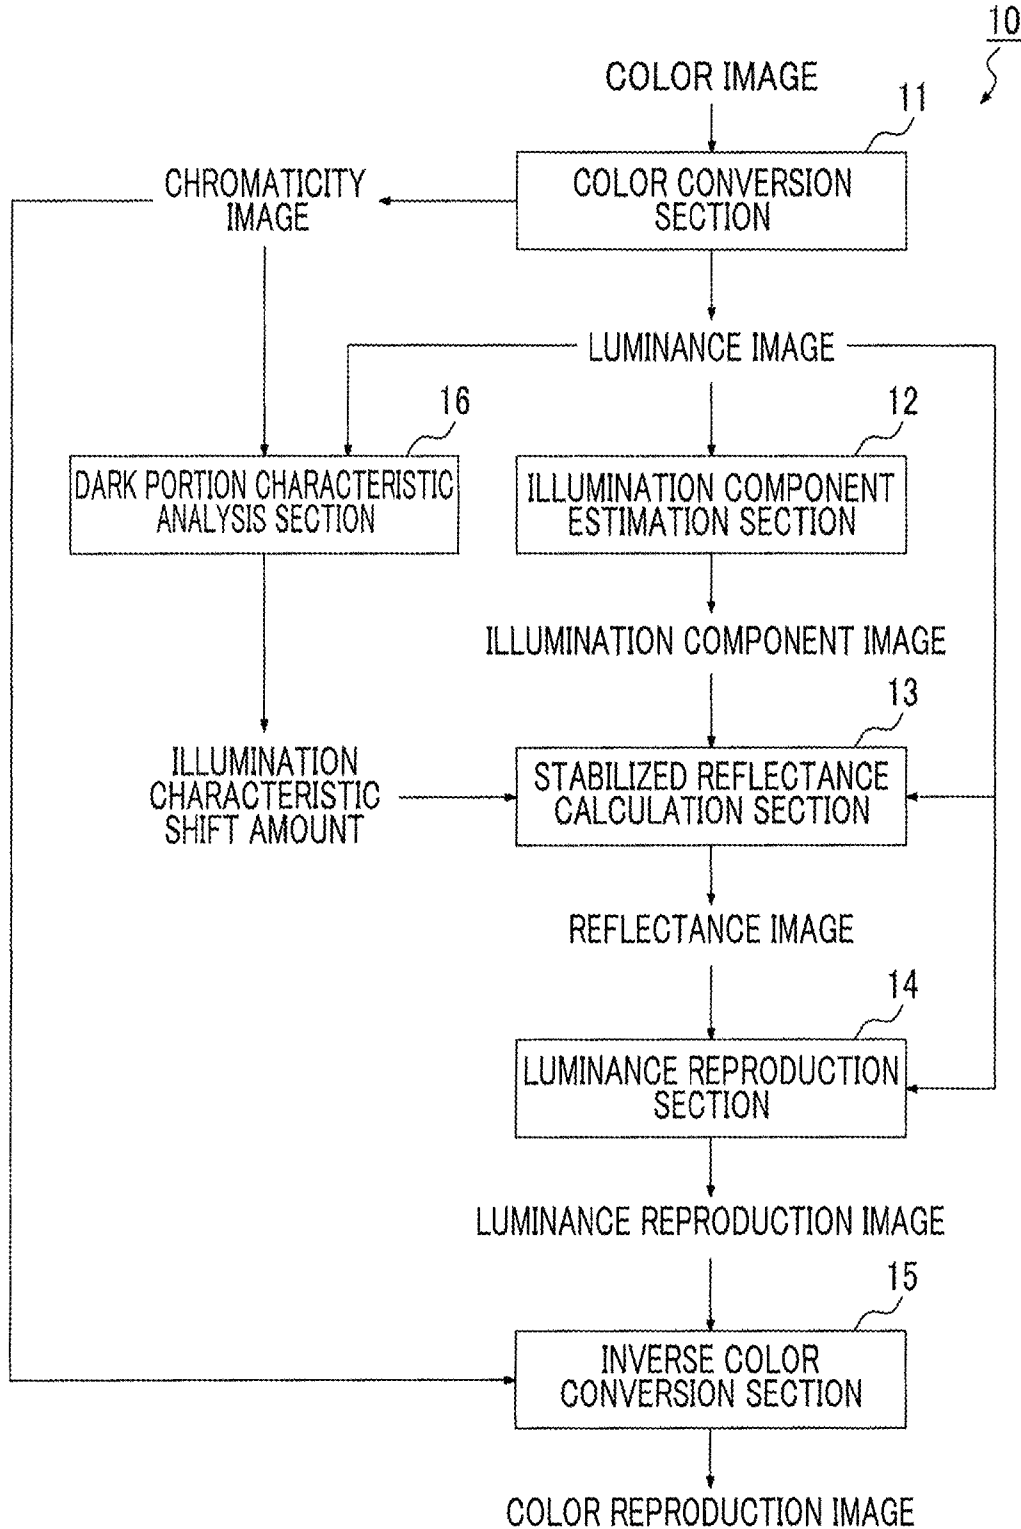 10
COLOR IMAGE
11
COLOR CONVERSION
SECTION
CHROMATICITY
IMAGE
LUMINANCE IMAGE
16
12
DARK PORTION CHARACTERISTIC
ANALYSIS SECTION
ILLUMINATION COMPONENT
ESTIMATION SECTION
ILLUMINATION COMPONENT IMAGE
13
ILLUMINATION
CHARACTERISTIC
SHIFT AMOUNT
STABILIZED REFLECTANCE
CALCULATION SECTION
REFLECTANCE IMAGE
14
LUMINANCE REPRODUCTION
SECTION
LUMINANCE REPRODUCTION IMAGE
15
INVERSE COLOR
CONVERSION SECTION
COLOR REPRODUCTION IMAGE